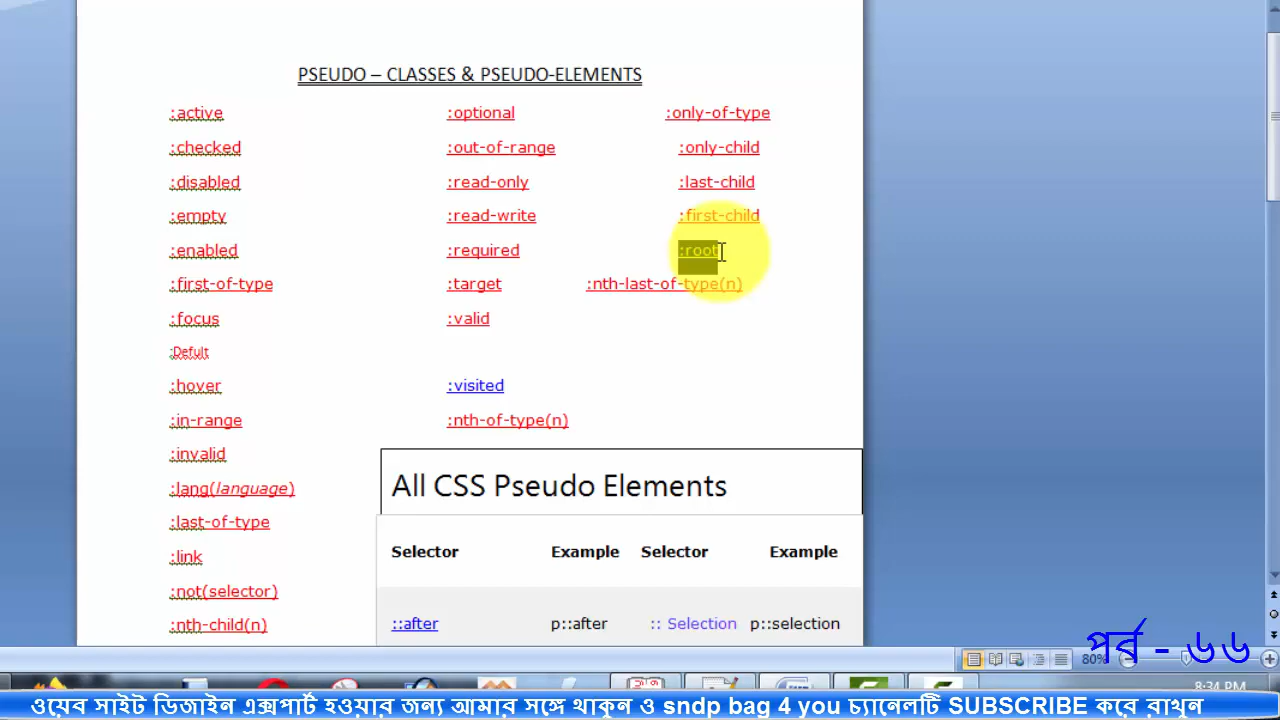 PSEUDO – CLASSES & PSEUDO-ELEMENTS
:active :optional :only-of-type
:checked :out-of-range :only-child
:disabled :read-only :last-child
:empty :read-write :first-child
:enabled :required :root
:first-of-type :target :nth-last-of-type(n)
:focus :valid
:Defult
:hover :visited
:in-range :nth-of-type(n)
:invalid
:lang(language)
:last-of-type
:link
:not(selector)
:nth-child(n)
All CSS Pseudo Elements
Selector Example Selector Example
::after p::after :: Selection p::selection
পর্ব - ৬৬
80%
8:34 PM
ওয়েব সাইট ডিজাইন এক্সপার্ট হওয়ার জন্য আমার সঙ্গে থাকুন ও sndp bag 4 you চ্যানেলটি SUBSCRIBE করে রাখুন